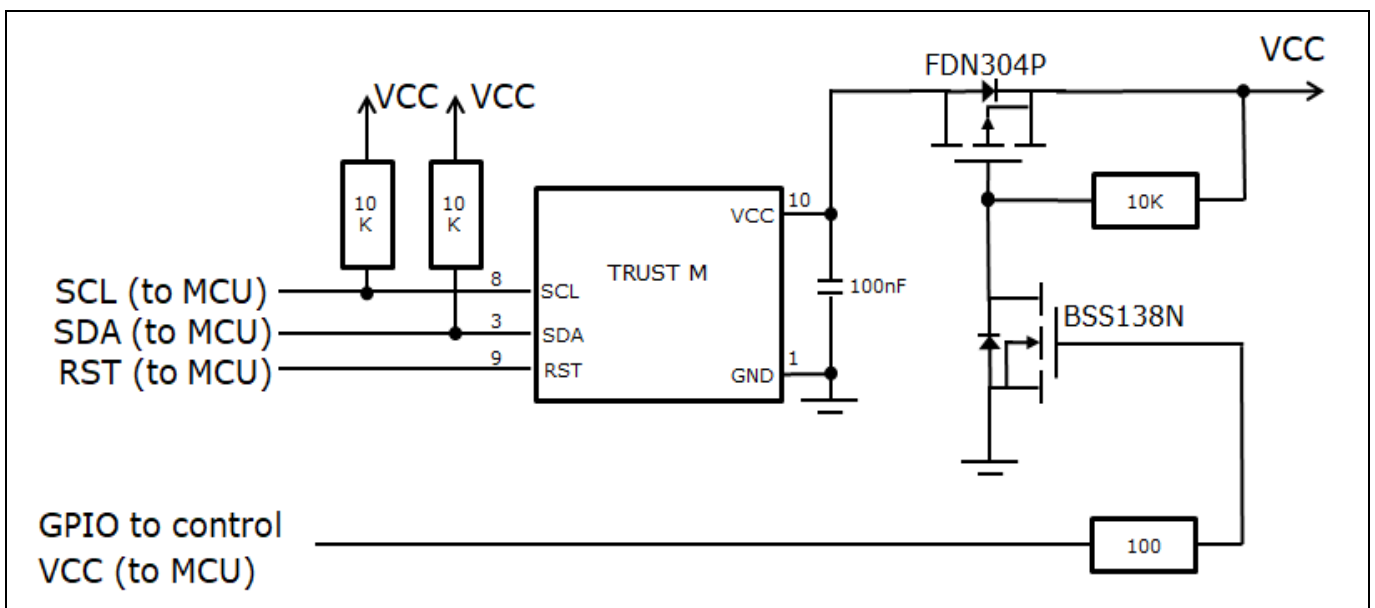 VCC
FDN304P
VCC VCC
10
K
10
K
10
VCC
10K
TRUST M
8
SCL (to MCU)
SCL
100nF
BSS138N
3
SDA (to MCU)
SDA
9
RST (to MCU)
RST
1
GND
GPIO to control
VCC (to MCU)
100